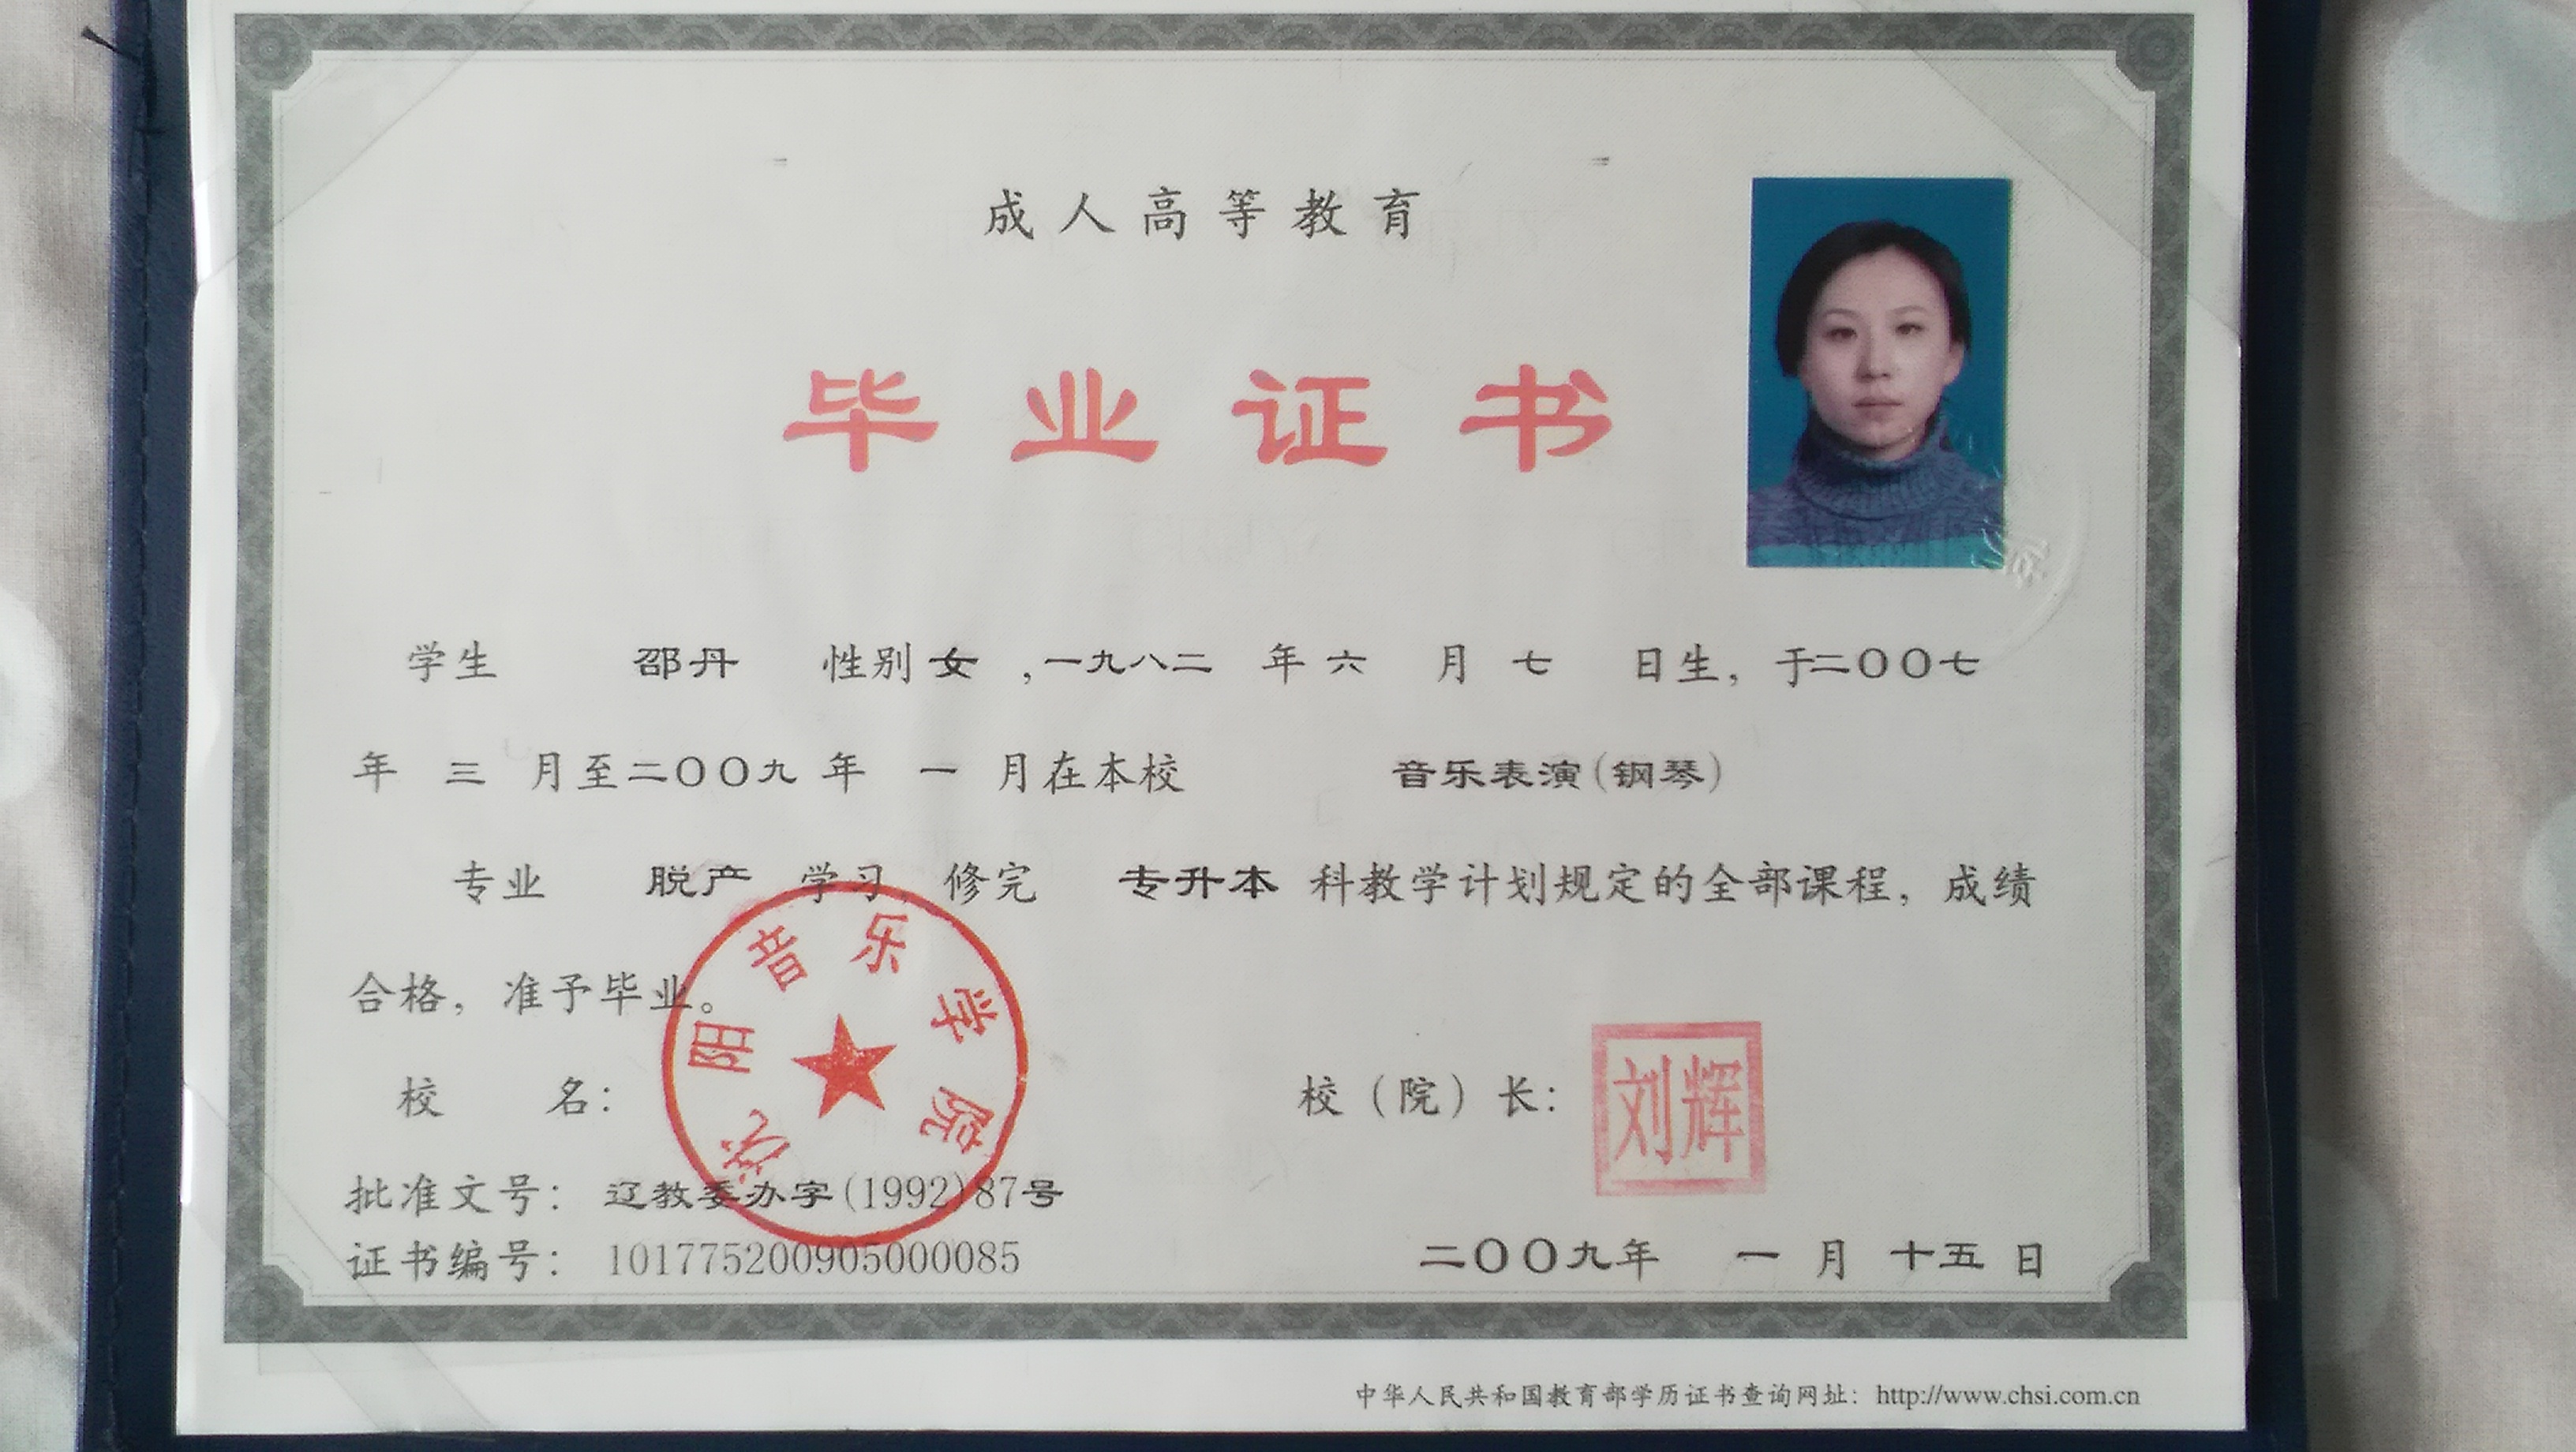 成人高等教育
毕业证书
学生 邵丹 性别 女 ,一九八二 年 六 月 七 日生, 于二〇〇七
年 三 月至二〇〇九 年 一 月在本校 音乐表演(钢琴)
专业 脱产 学习, 修完 专升本 科教学计划规定的全部课程, 成绩
合格, 准予毕业。
沈阳音乐学院
校 名: 校(院)长: 刘辉
批准文号: 辽教委办字(1992)87号
证书编号: 101775200905000085 二〇〇九年 一 月 十五 日
中华人民共和国教育部学历证书查询网址: http://www.chsi.com.cn